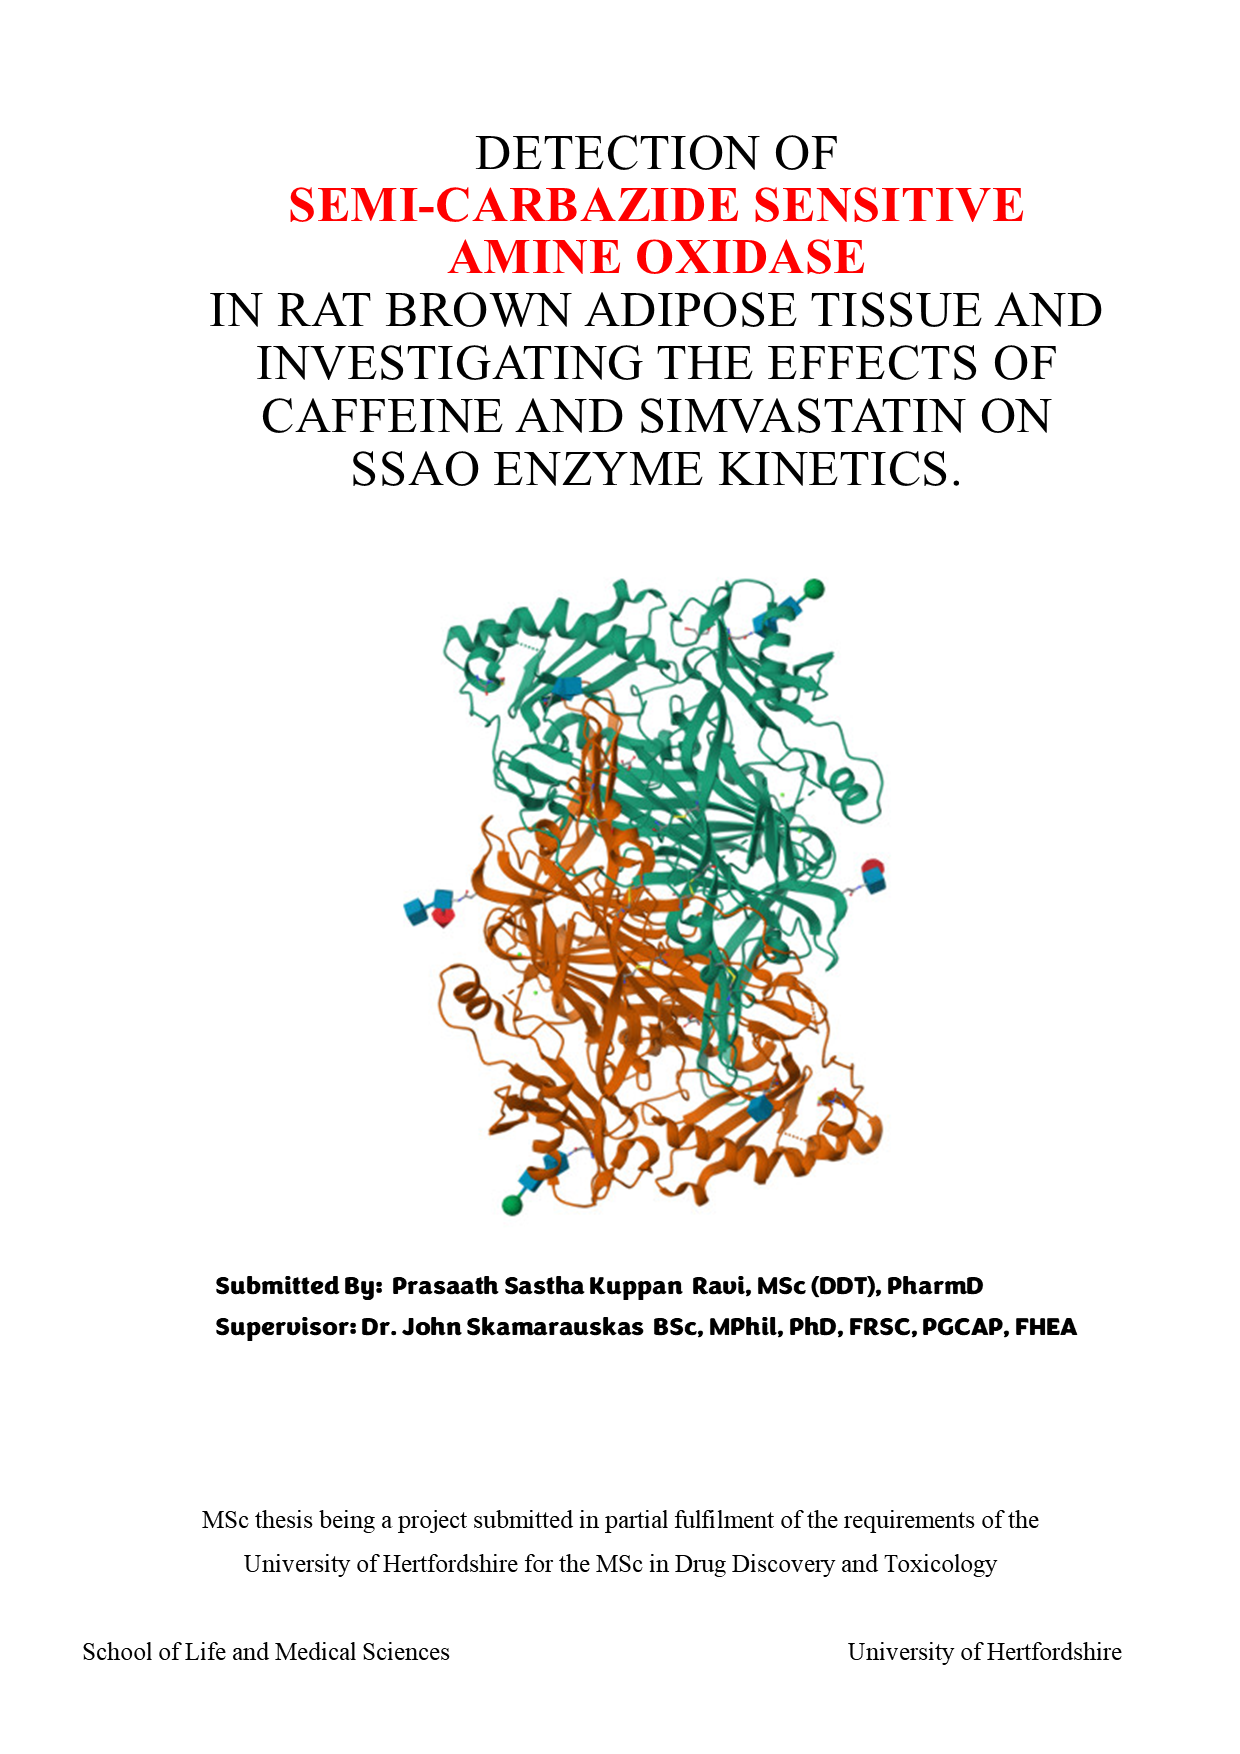 DETECTION OF
SEMI-CARBAZIDE SENSITIVE
AMINE OXIDASE
IN RAT BROWN ADIPOSE TISSUE AND
INVESTIGATING THE EFFECTS OF
CAFFEINE AND SIMVASTATIN ON
SSAO ENZYME KINETICS.
Submitted By: Prasaath Sastha Kuppan Ravi, MSc (DDT), PharmD
Supervisor: Dr. John Skamarauskas BSc, MPhil, PhD, FRSC, PGCAP, FHEA
MSc thesis being a project submitted in partial fulfilment of the requirements of the
University of Hertfordshire for the MSc in Drug Discovery and Toxicology
School of Life and Medical Sciences University of Hertfordshire